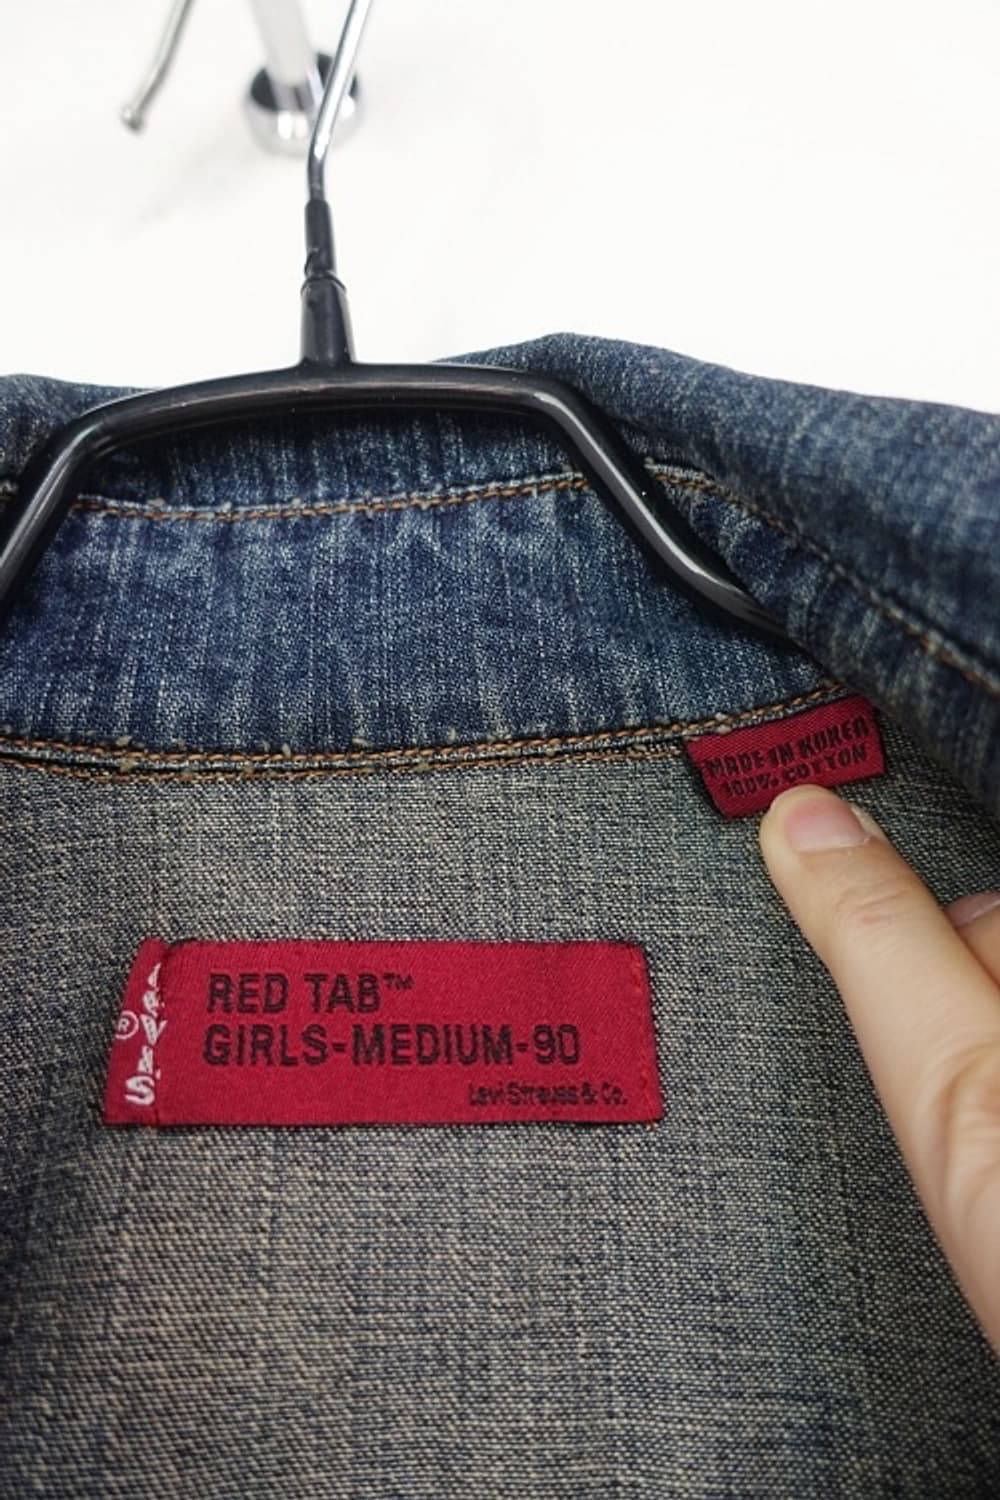 MADE IN KOREA
100% COTTON
RED TAB™
GIRLS-MEDIUM-90
Levi Strauss & Co.
Levi's®